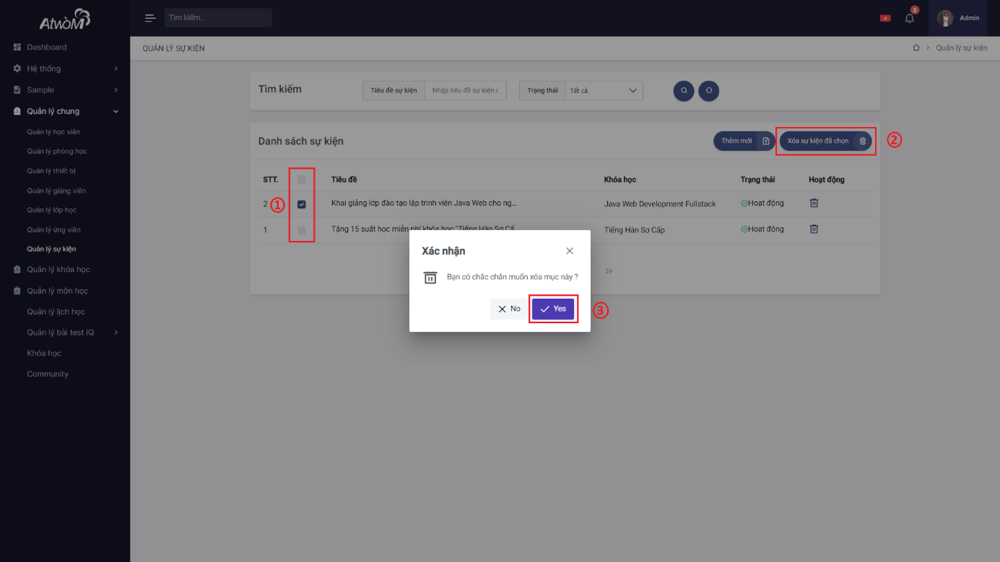 ATWOM
Tìm kiếm...
3
Admin
Dashboard
Hệ thống
Sample
Quản lý chung
Quản lý học viên
Quản lý phòng học
Quản lý thiết bị
Quản lý giảng viên
Quản lý lớp học
Quản lý ứng viên
Quản lý sự kiện
Quản lý khóa học
Quản lý môn học
Quản lý lịch học
Quản lý bài test IQ
Khóa học
Community
QUẢN LÝ SỰ KIỆN
Quản lý sự kiện
Tìm kiếm
Tiêu đề sự kiện
Nhập tiêu đề sự kiện c
Trạng thái
Tất cả
Danh sách sự kiện
Thêm mới
Xóa sự kiện đã chọn
②
STT.
Tiêu đề
Khóa học
Trạng thái
Hoạt động
2
①
Khai giảng lớp đào tạo lập trình viên Java Web cho ng...
Java Web Development Fullstack
Hoạt động
1
Tặng 15 suất học miễn phí khóa học "Tiếng Hàn Sơ Cấ
Tiếng Hàn Sơ Cấp
Hoạt động
Xác nhận
Bạn có chắc chắn muốn xóa mục này ?
No
Yes
③